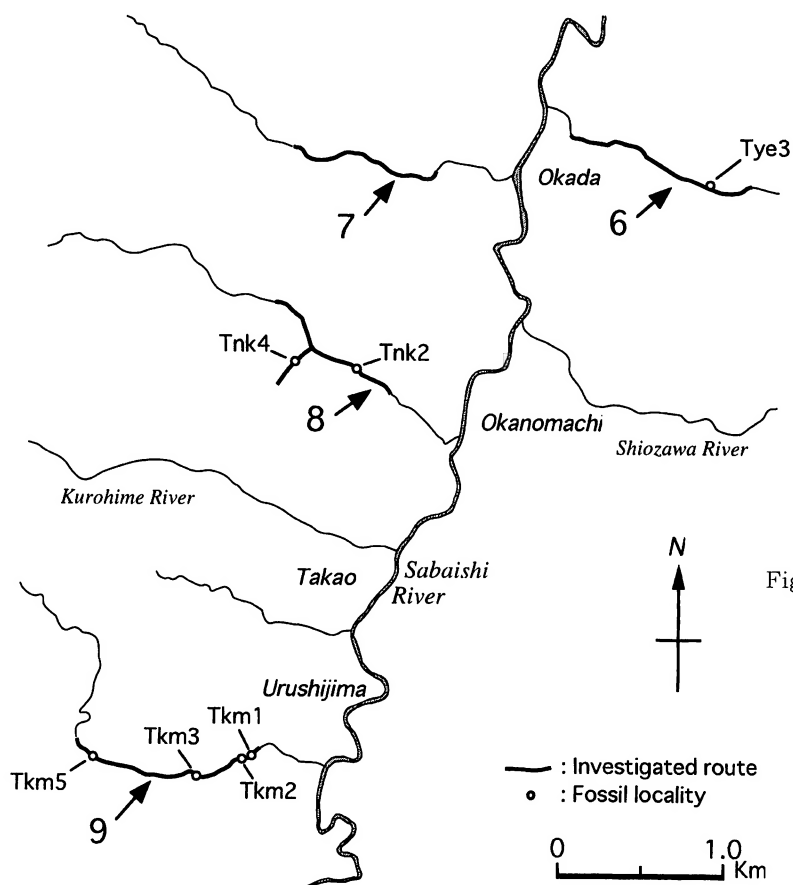 Tye3
Okada
7
6
Tnk4
Tnk2
8
Okanomachi
Shiozawa River
Kurohime River
N
Takao
Sabaishi
River
Fig
Urushijima
Tkm1
Tkm3
Tkm5
Tkm2
9
: Investigated route
: Fossil locality
0 1.0
Km